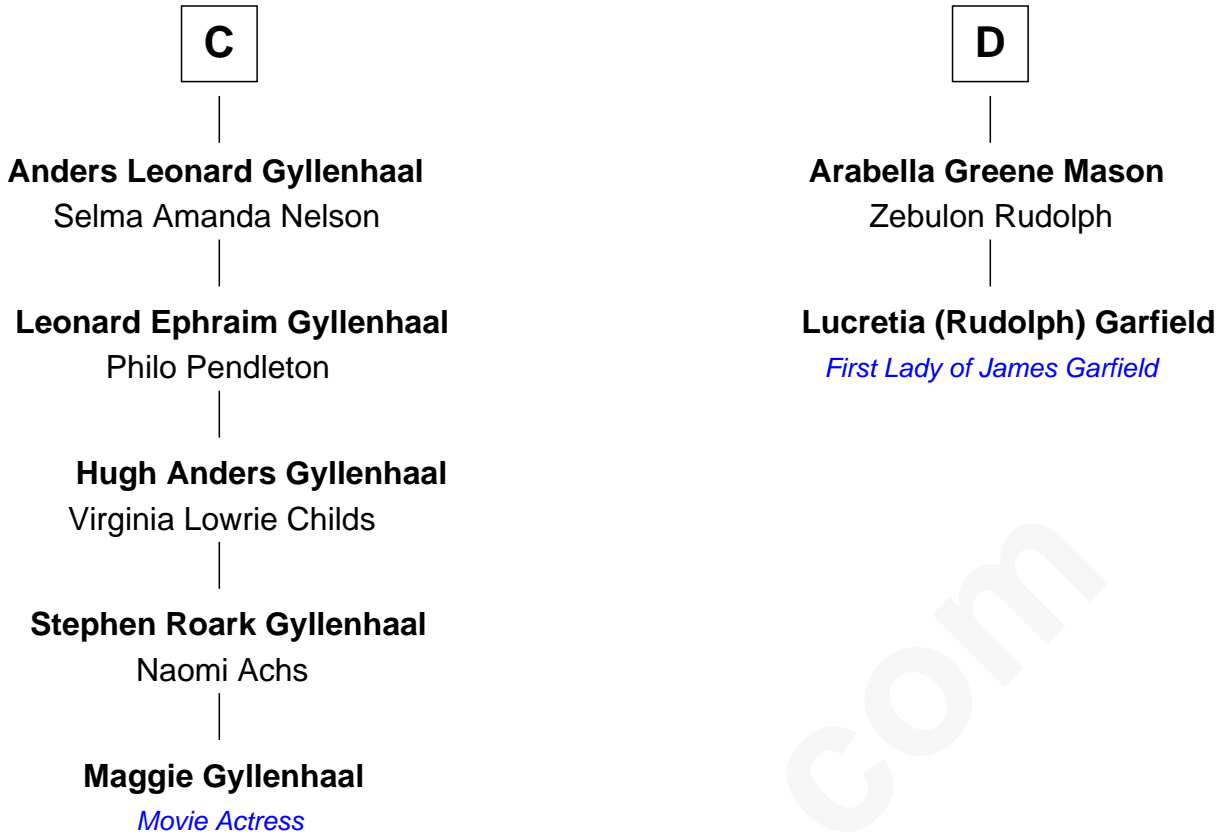 C
Anders Leonard Gyllenhaal
Selma Amanda Nelson
Leonard Ephraim Gyllenhaal
Philo Pendleton
Hugh Anders Gyllenhaal
Virginia Lowrie Childs
Stephen Roark Gyllenhaal
Naomi Achs
Maggie Gyllenhaal
Movie Actress
D
Arabella Greene Mason
Zebulon Rudolph
Lucretia (Rudolph) Garfield
First Lady of James Garfield
com